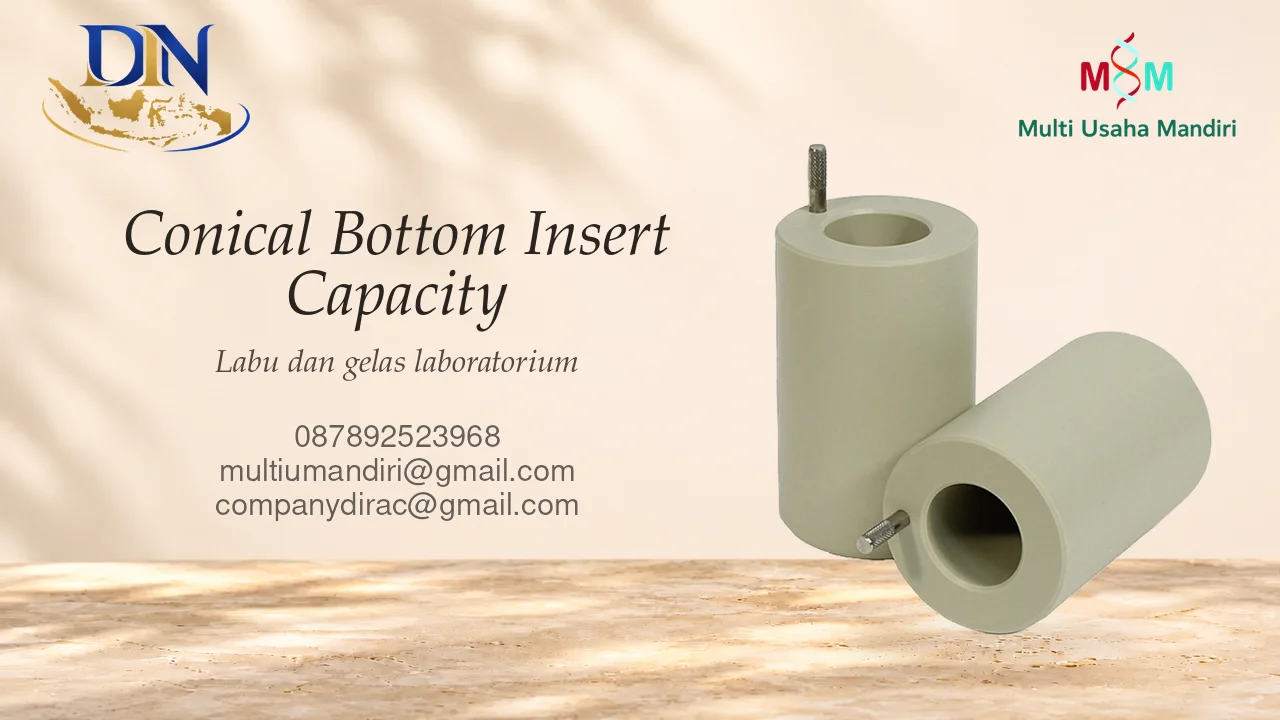 DN
M M
Multi Usaha Mandiri
Conical Bottom Insert
Capacity
Labu dan gelas laboratorium
087892523968
multiumandiri@gmail.com
companydirac@gmail.com